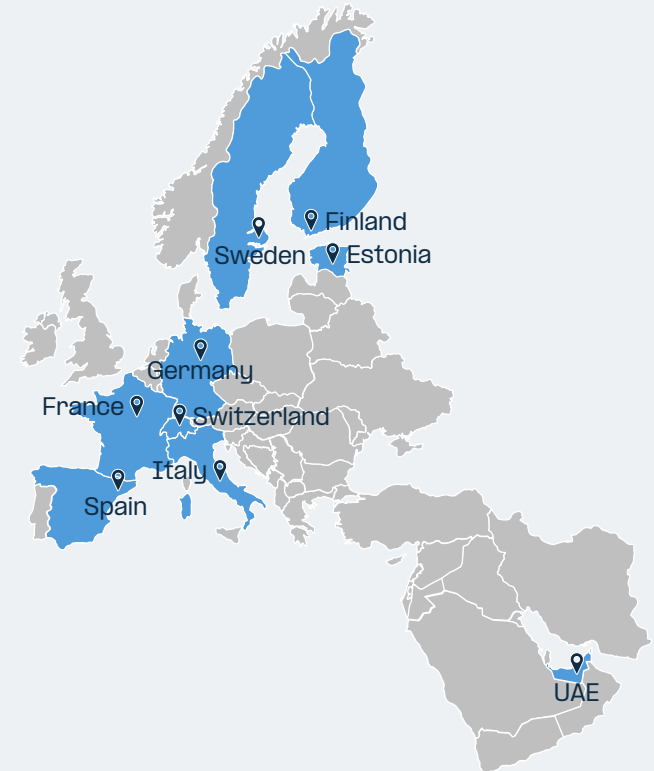 Finland
Sweden
Estonia
Germany
France
Switzerland
Italy
Spain
UAE